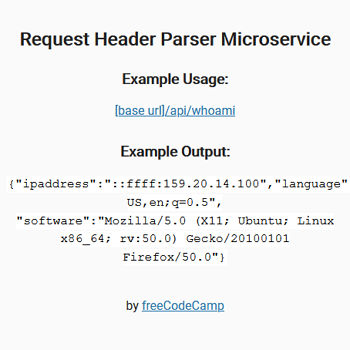 Request Header Parser Microservice
Example Usage:
[base url]/api/whoami
Example Output:
{"ipaddress":"::ffff:159.20.14.100","language"
US,en;q=0.5",
"software":"Mozilla/5.0 (X11; Ubuntu; Linux
x86_64; rv:50.0) Gecko/20100101
Firefox/50.0"}
by freeCodeCamp